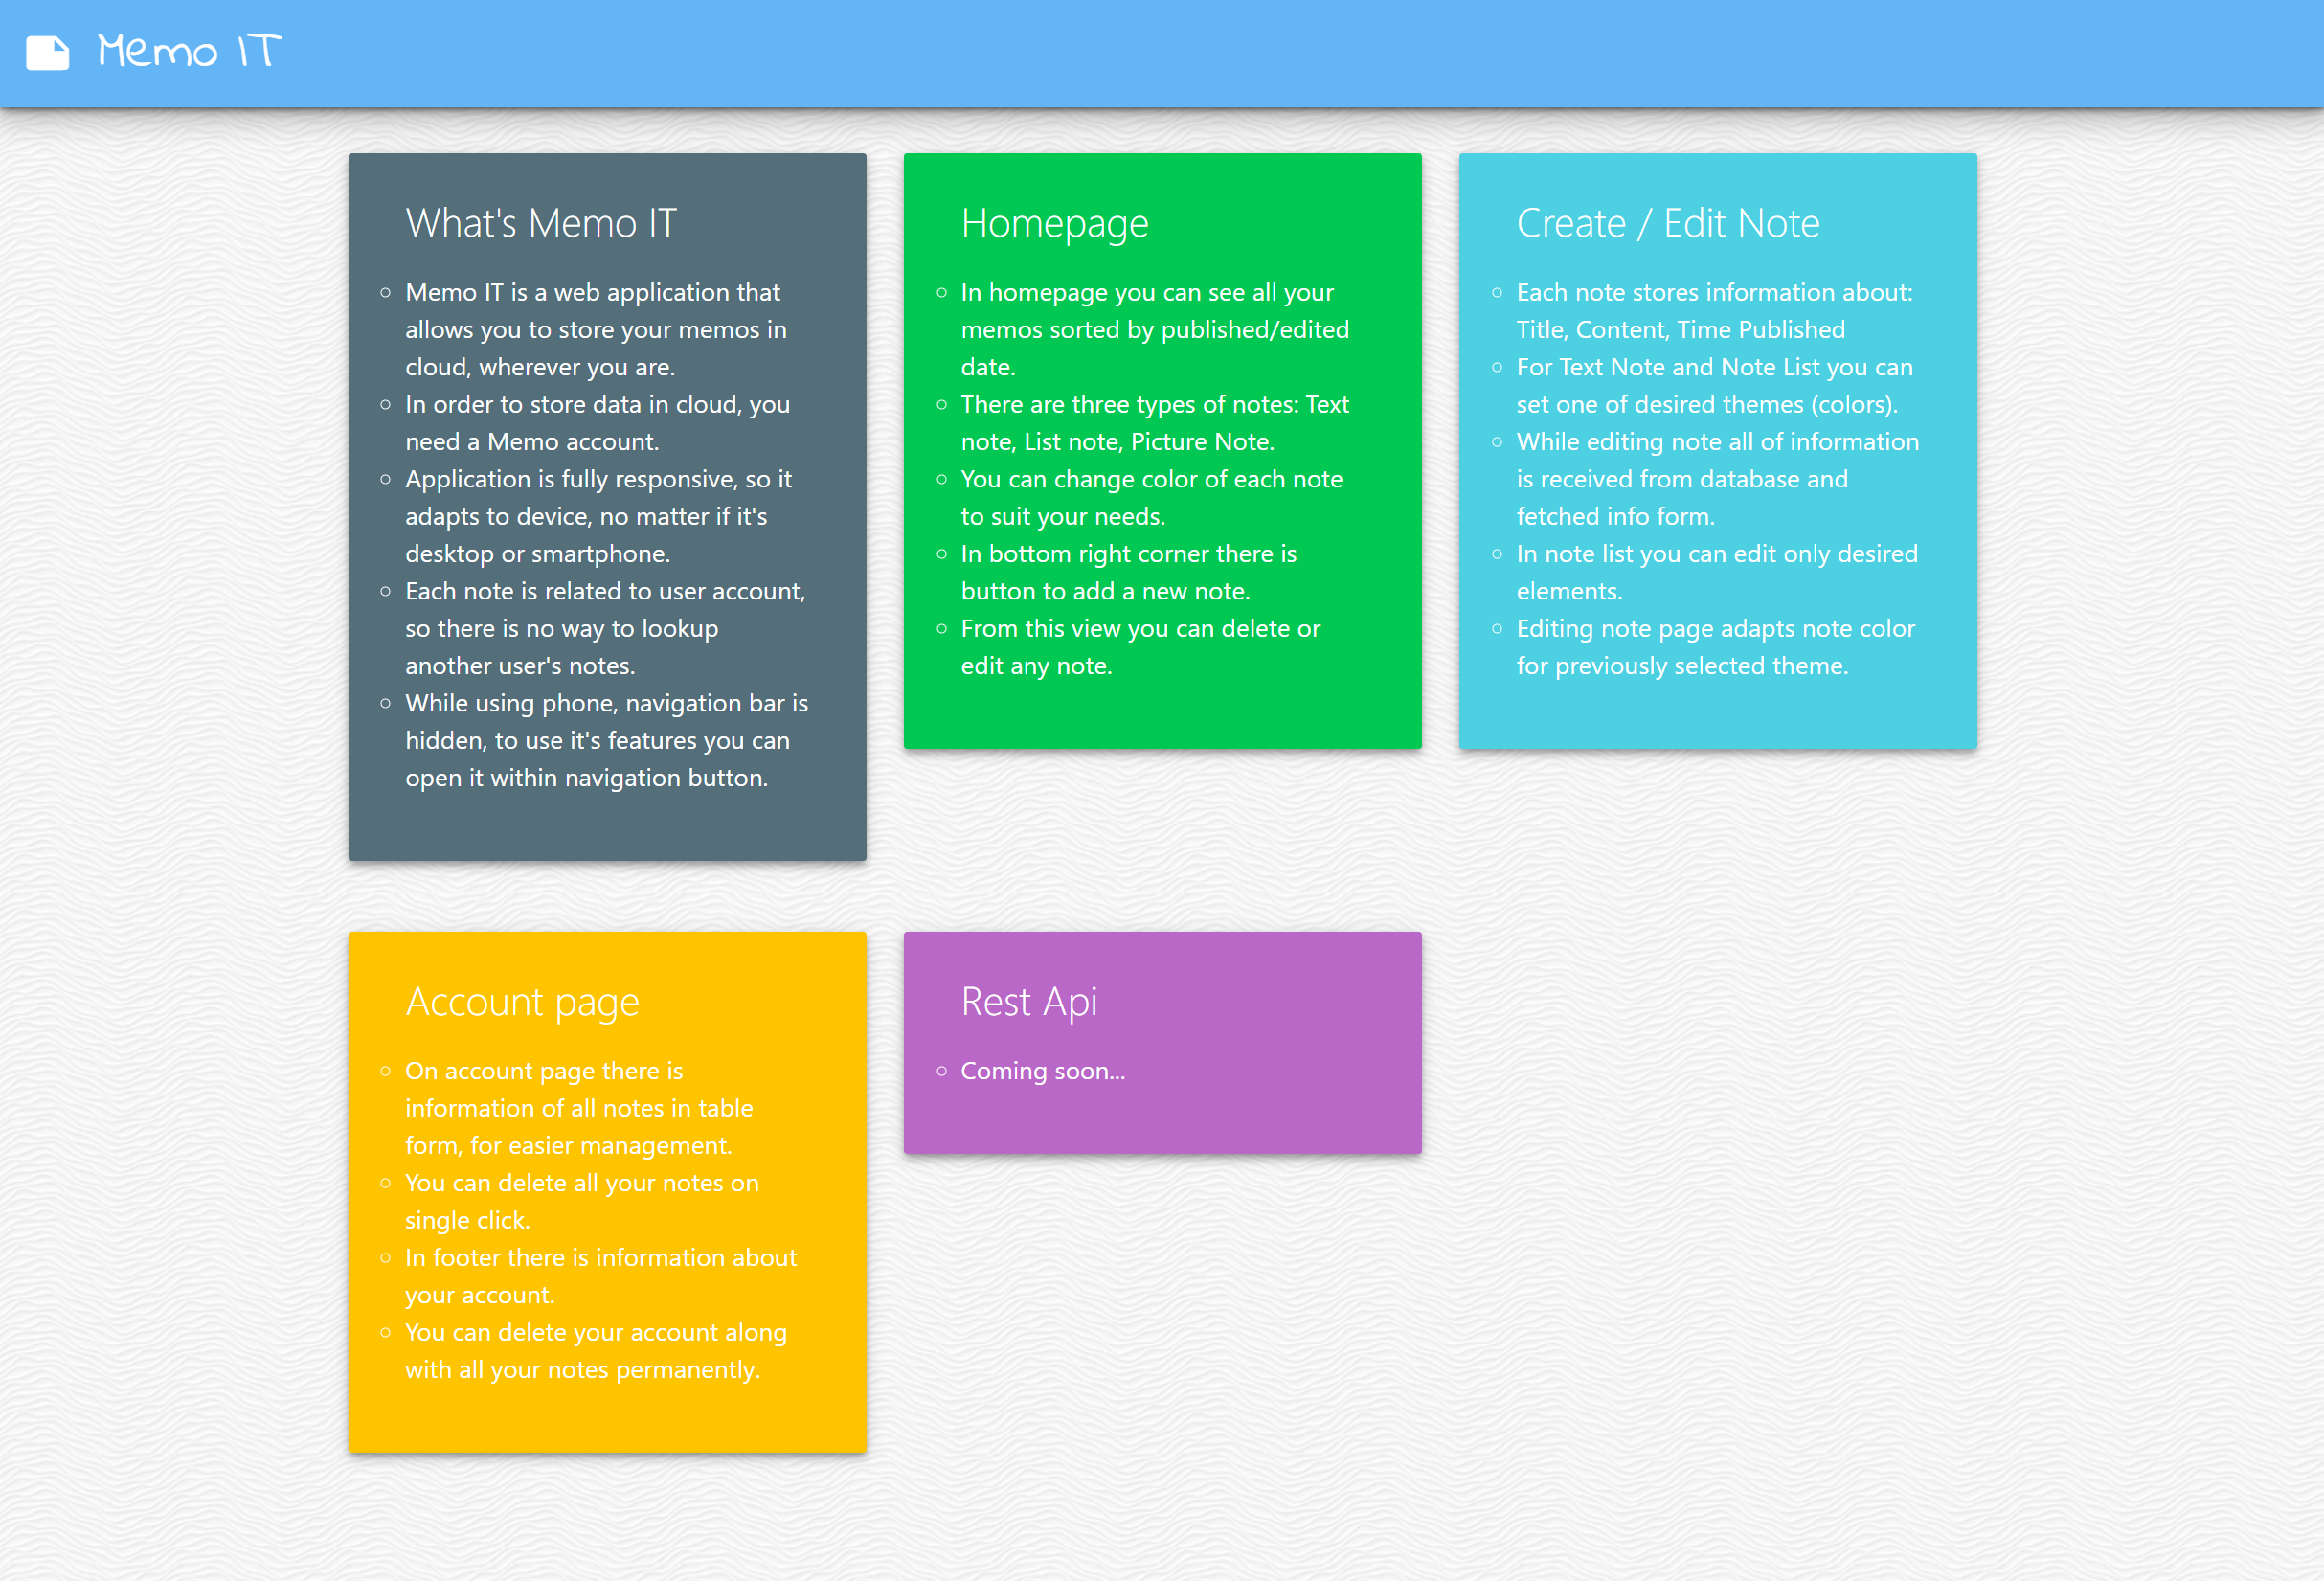 Memo IT
What's Memo IT
Memo IT is a web application that
allows you to store your memos in
cloud, wherever you are.
In order to store data in cloud, you
need a Memo account.
Application is fully responsive, so it
adapts to device, no matter if it's
desktop or smartphone.
Each note is related to user account,
so there is no way to lookup
another user's notes.
While using phone, navigation bar is
hidden, to use it's features you can
open it within navigation button.
Homepage
In homepage you can see all your
memos sorted by published/edited
date.
There are three types of notes: Text
note, List note, Picture Note.
You can change color of each note
to suit your needs.
In bottom right corner there is
button to add a new note.
From this view you can delete or
edit any note.
Create / Edit Note
Each note stores information about:
Title, Content, Time Published
For Text Note and Note List you can
set one of desired themes (colors).
While editing note all of information
is received from database and
fetched info form.
In note list you can edit only desired
elements.
Editing note page adapts note color
for previously selected theme.
Account page
On account page there is
information of all notes in table
form, for easier management.
You can delete all your notes on
single click.
In footer there is information about
your account.
You can delete your account along
with all your notes permanently.
Rest Api
Coming soon...